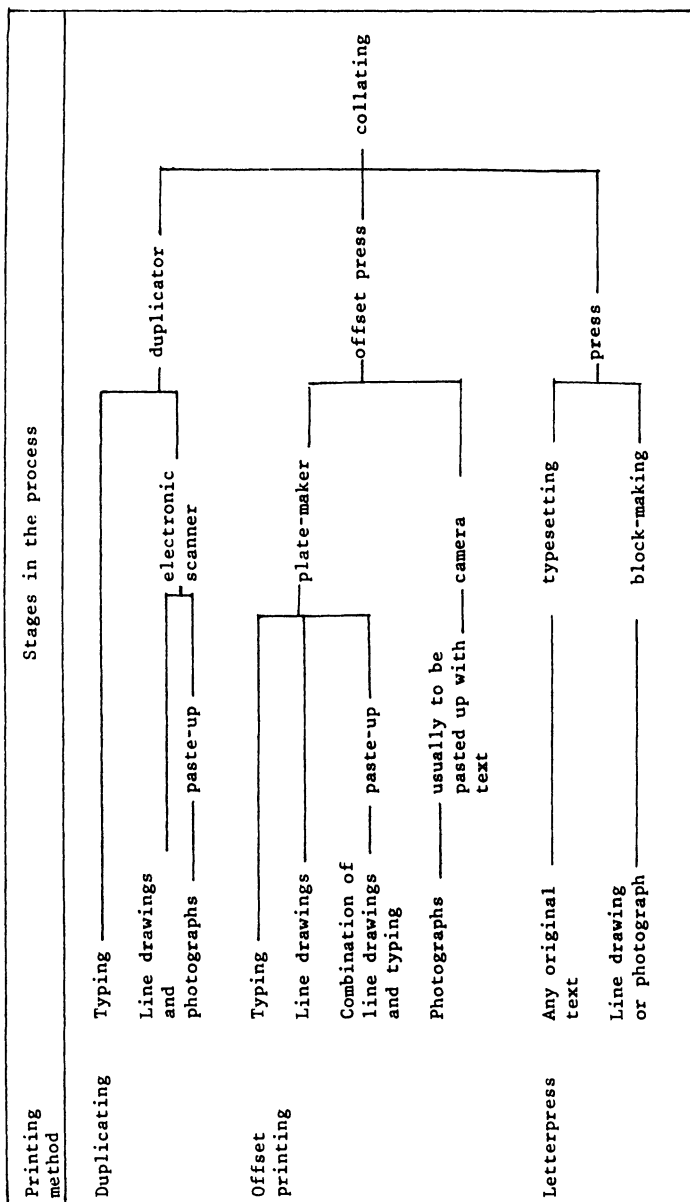 Printing
method
Stages in the process
Duplicating
Typing
Line drawings
and
photographs
paste-up
electronic
scanner
duplicator
Offset
printing
Typing
Line drawings
Combination of
line drawings
and typing
paste-up
plate-maker
Photographs
usually to be
pasted up with
text
camera
offset press
collating
Letterpress
Any original
text
typesetting
Line drawing
or photograph
block-making
press